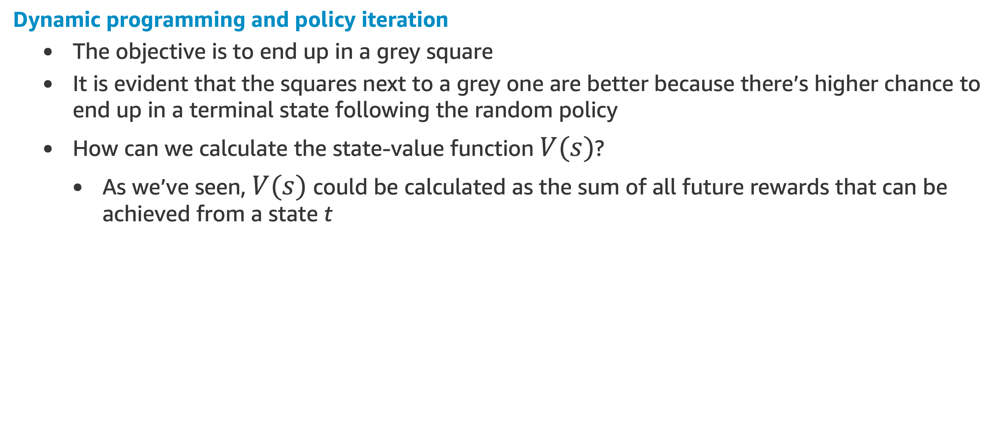 Dynamic programming and policy iteration
• The objective is to end up in a grey square
• It is evident that the squares next to a grey one are better because there’s higher chance to
end up in a terminal state following the random policy
• How can we calculate the state-value function V(s)?
• As we’ve seen, V(s) could be calculated as the sum of all future rewards that can be
achieved from a state t